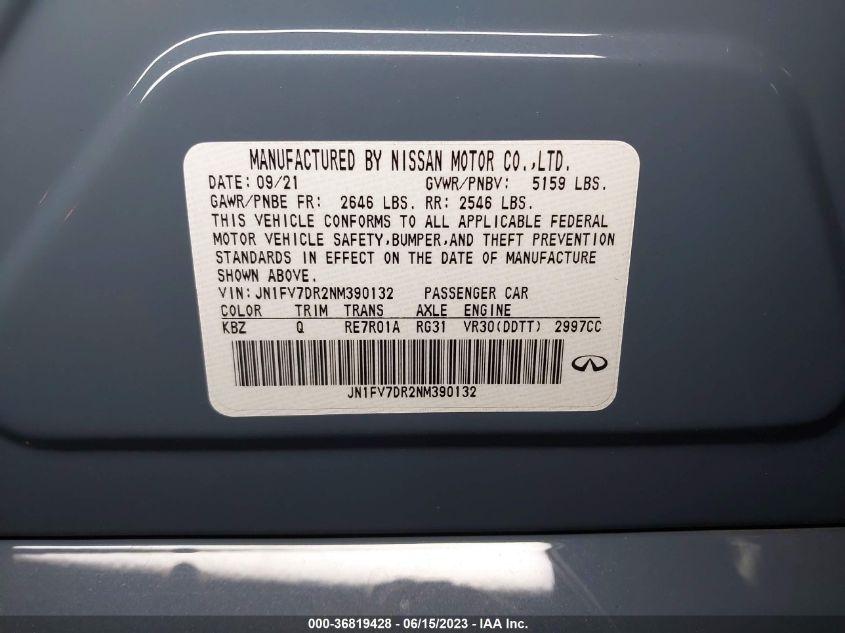 MANUFACTURED BY NISSAN MOTOR CO.,LTD.
DATE: 09/21 GVWR/PNBV: 5159 LBS.
GAWR/PNBE FR: 2646 LBS. RR: 2546 LBS.
THIS VEHICLE CONFORMS TO ALL APPLICABLE FEDERAL
MOTOR VEHICLE SAFETY,BUMPER,AND THEFT PREVENTION
STANDARDS IN EFFECT ON THE DATE OF MANUFACTURE
SHOWN ABOVE.
VIN: JN1FV7DR2NM390132 PASSENGER CAR
COLOR TRIM TRANS AXLE ENGINE
KBZ Q RE7R01A RG31 VR30(DDTT) 2997CC
JN1FV7DR2NM390132
000-36819428 - 06/15/2023 - IAAI.com.